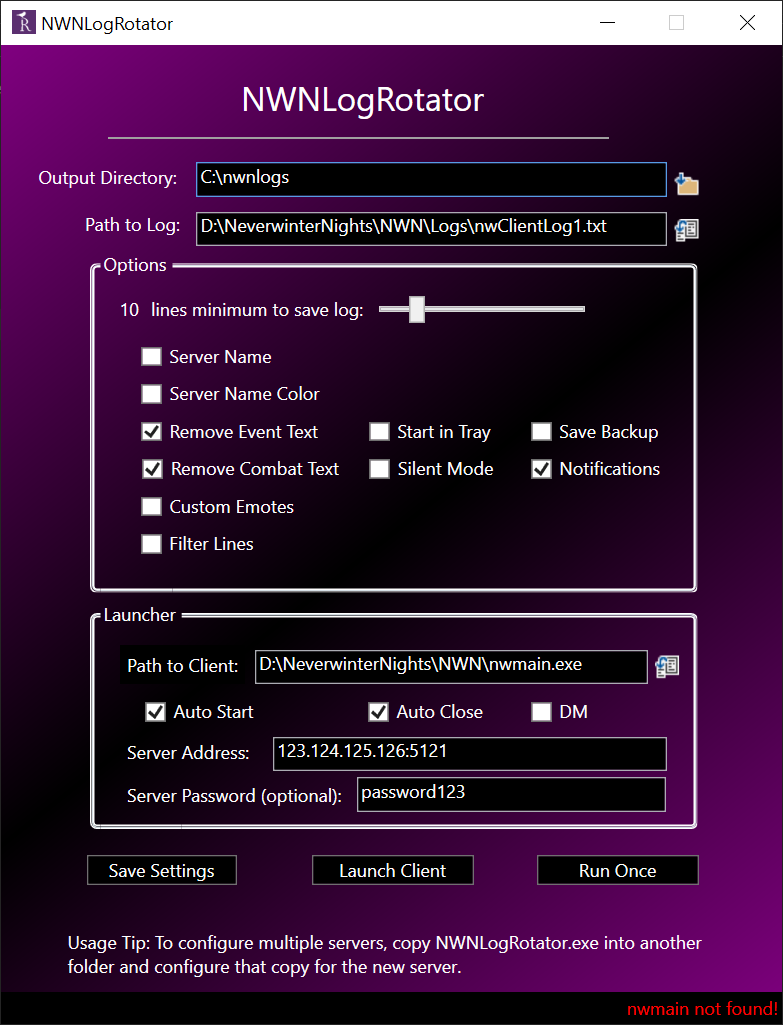 NWNLogRotator
NWNLogRotator
Output Directory: C:\nwnlogs
Path to Log: D:\NeverwinterNights\NWN\Logs\nwClientLog1.txt
Options
10 lines minimum to save log:
Server Name
Server Name Color
Remove Event Text Start in Tray Save Backup
Remove Combat Text Silent Mode Notifications
Custom Emotes
Filter Lines
Launcher
Path to Client: D:\NeverwinterNights\NWN\nwmain.exe
Auto Start Auto Close DM
Server Address: 123.124.125.126:5121
Server Password (optional): password123
Save Settings Launch Client Run Once
Usage Tip: To configure multiple servers, copy NWNLogRotator.exe into another
folder and configure that copy for the new server.
nwmain not found!